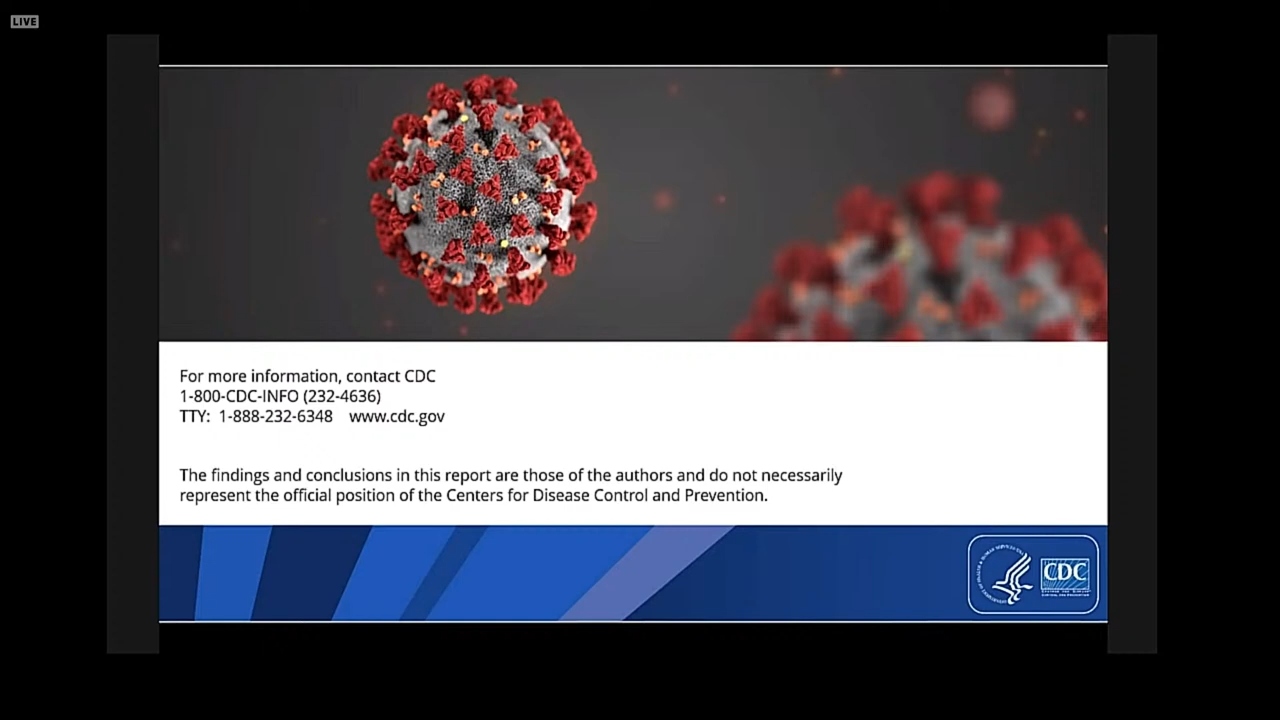 LIVE
For more information, contact CDC
1-800-CDC-INFO (232-4636)
TTY: 1-888-232-6348 www.cdc.gov
The findings and conclusions in this report are those of the authors and do not necessarily
represent the official position of the Centers for Disease Control and Prevention.
CDC